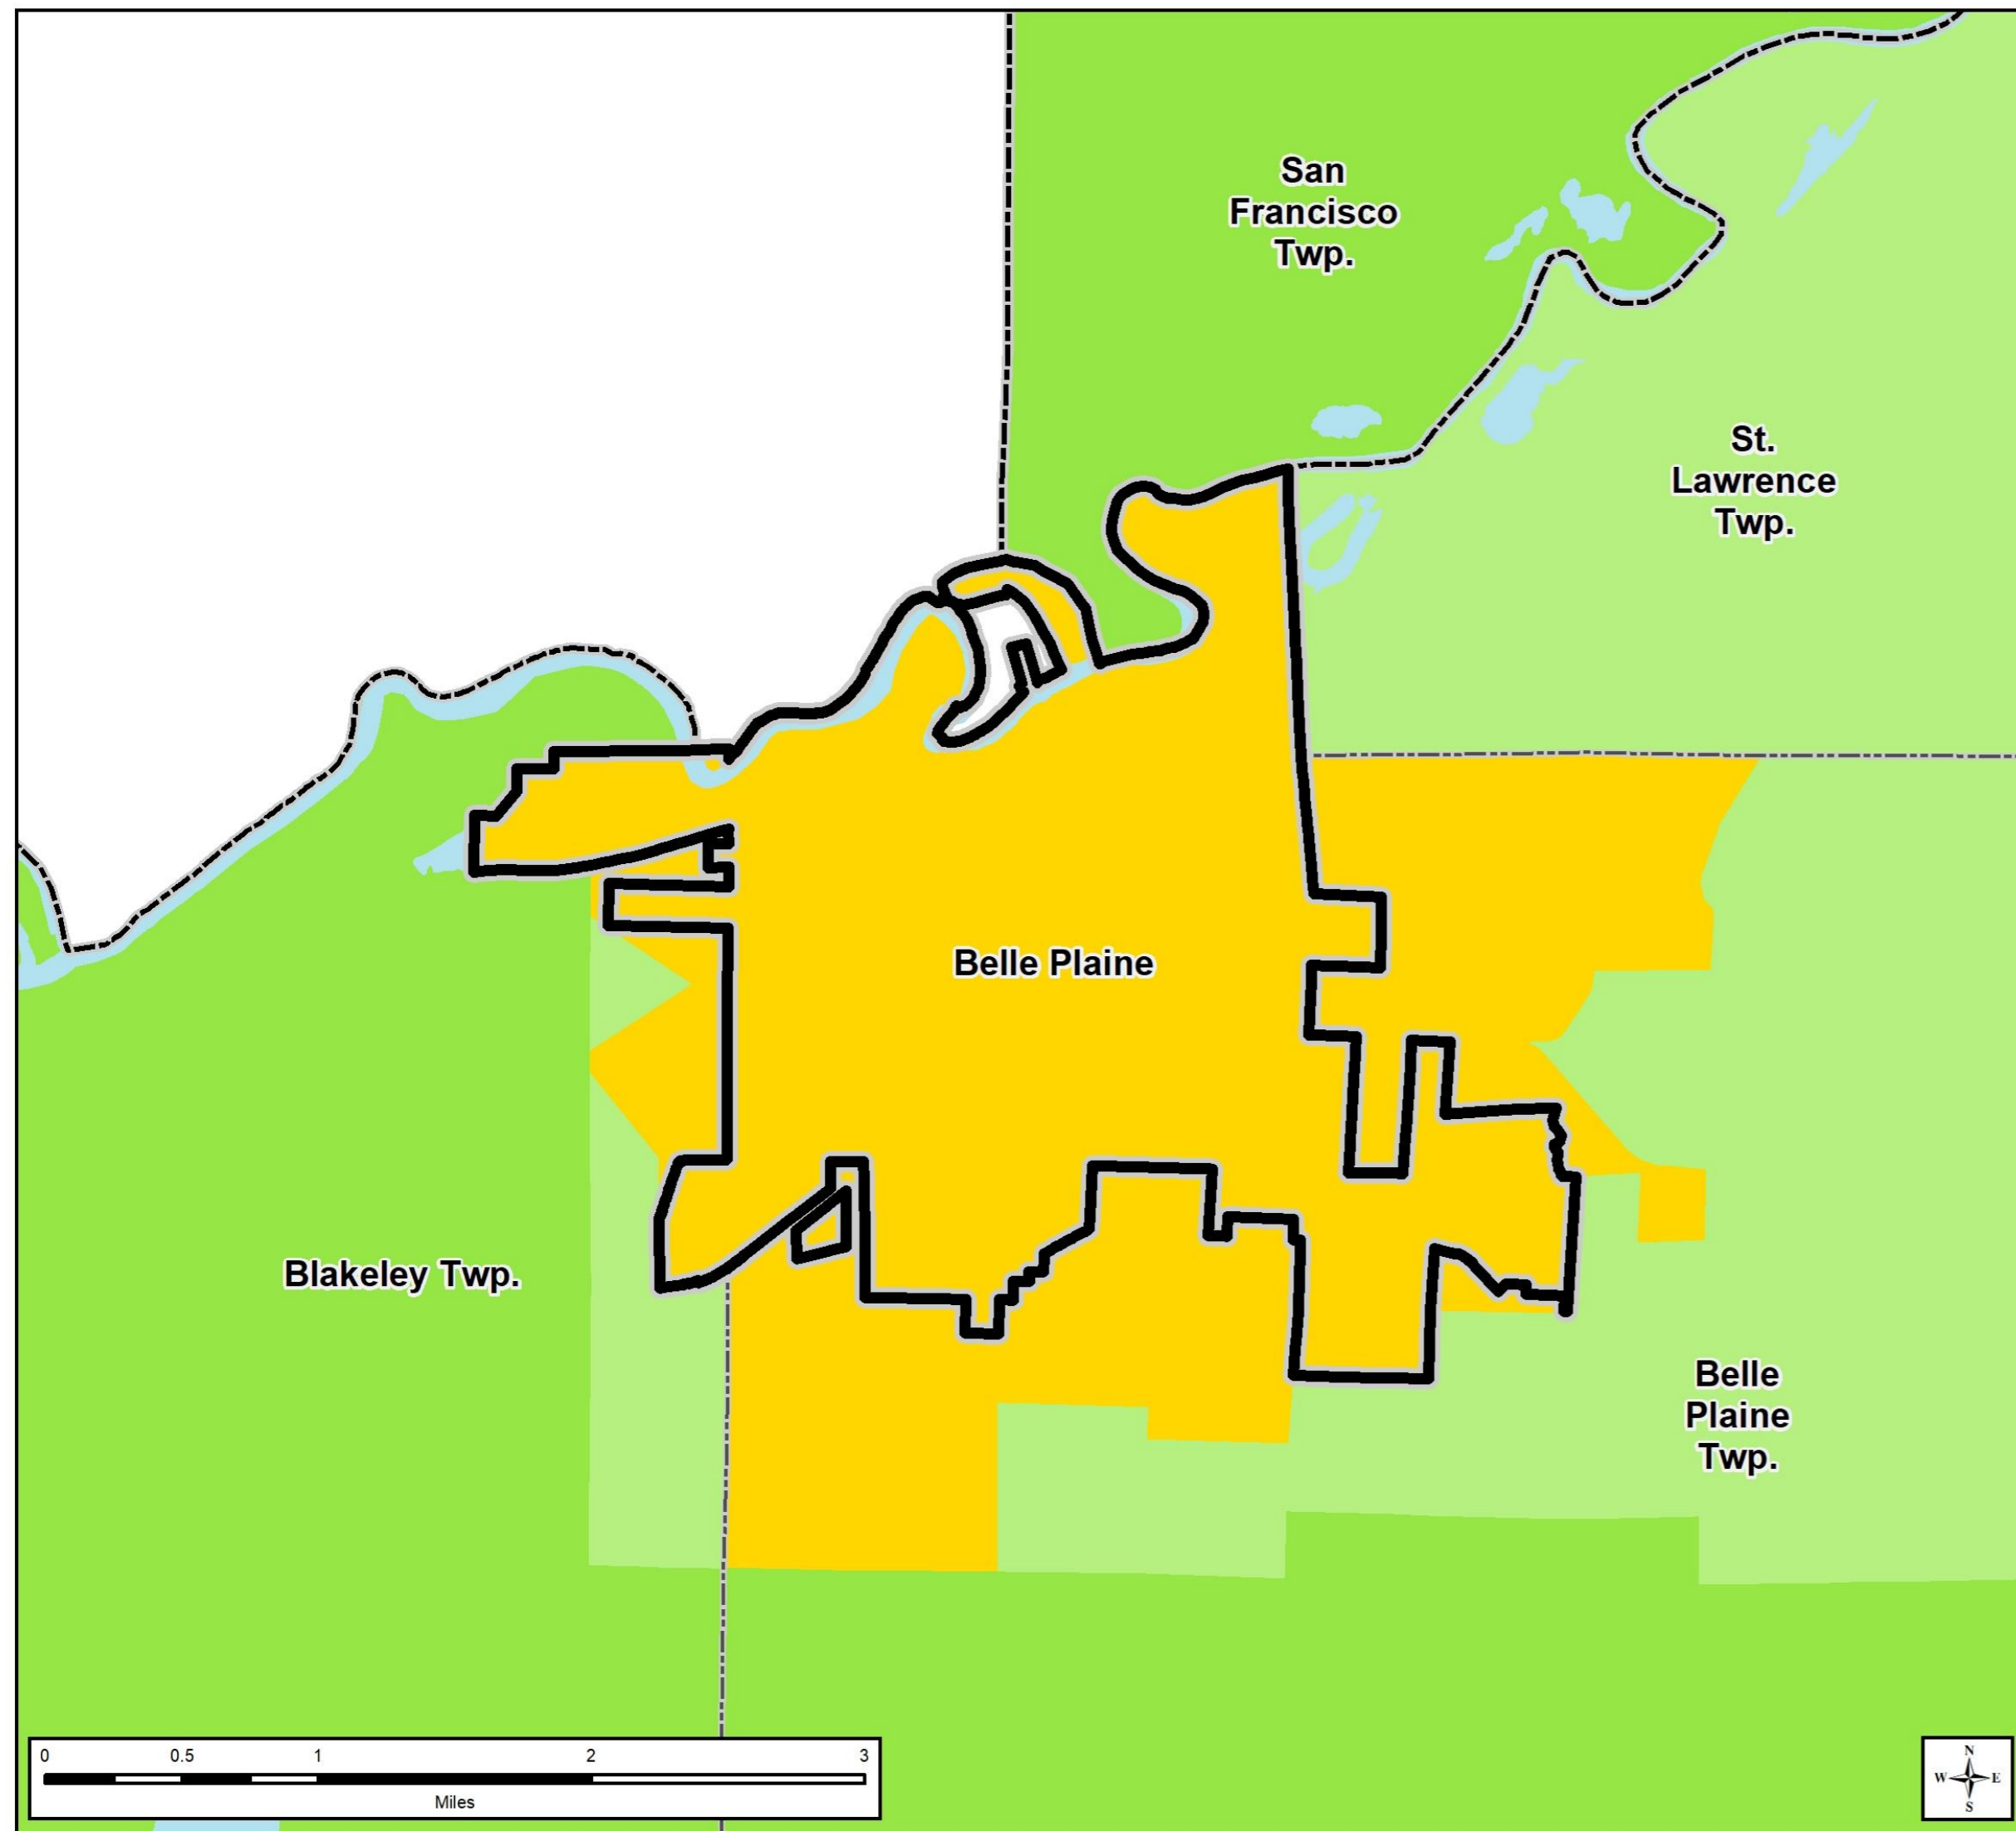 San
Francisco
Twp.
St.
Lawrence
Twp.
Belle Plaine
Blakeley Twp.
Belle
Plaine
Twp.
0 0.5 1 2 3
Miles
N
W E
S